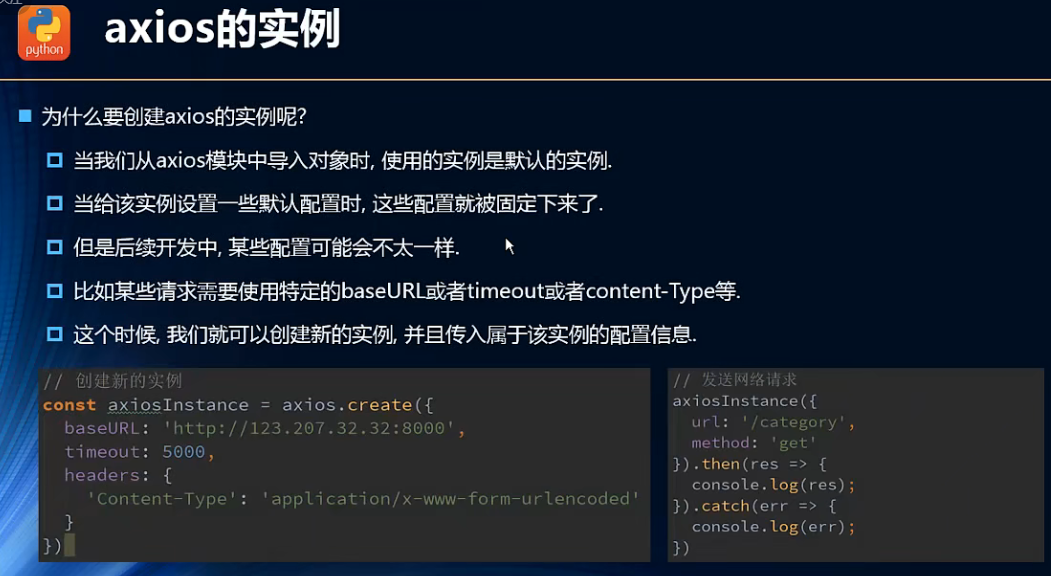 python
axios的实例
为什么要创建axios的实例呢?
当我们从axios模块中导入对象时, 使用的实例是默认的实例.
当给该实例设置一些默认配置时, 这些配置就被固定下来了.
但是后续开发中, 某些配置可能会不太一样.
比如某些请求需要使用特定的baseURL或者timeout或者content-Type等.
这个时候, 我们就可以创建新的实例, 并且传入属于该实例的配置信息.
// 创建新的实例
const axiosInstance = axios.create({
  baseURL: 'http://123.207.32.32:8000',
  timeout: 5000,
  headers: {
    'Content-Type': 'application/x-www-form-urlencoded'
  }
})
// 发送网络请求
axiosInstance({
  url: '/category',
  method: 'get'
}).then(res => {
  console.log(res);
}).catch(err => {
  console.log(err);
})